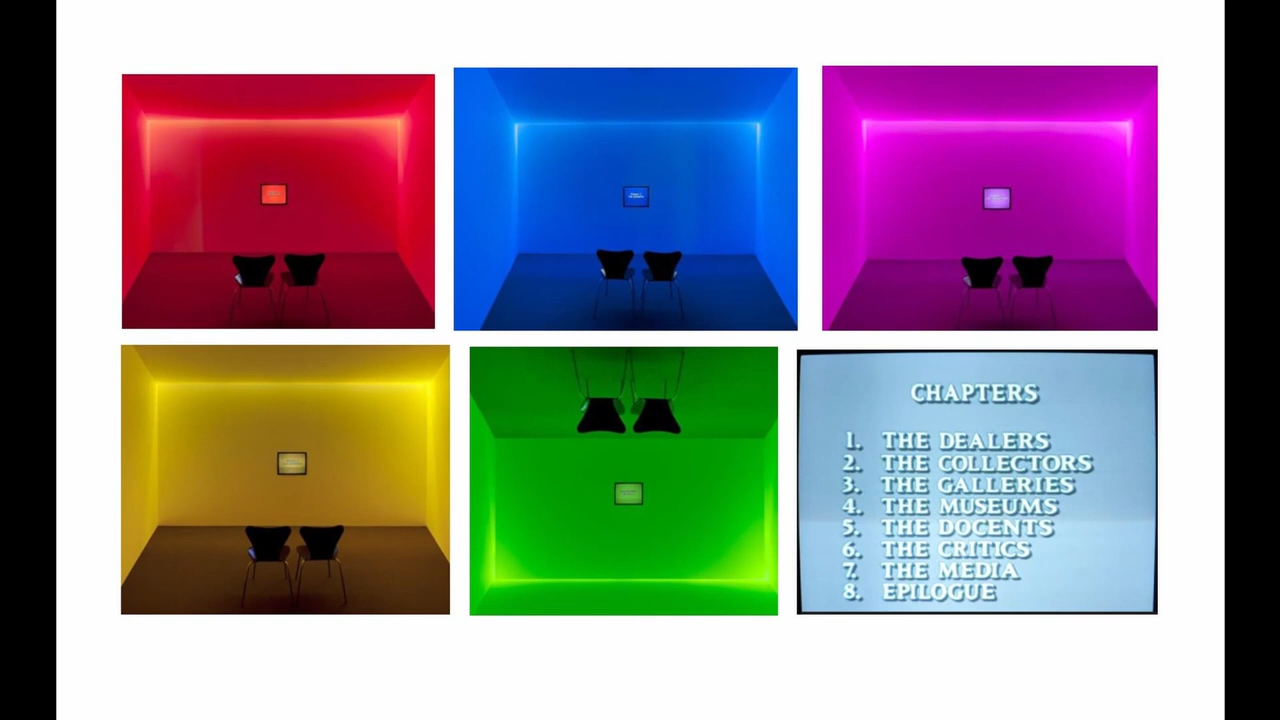 CHAPTERS
1. THE DEALERS
2. THE COLLECTORS
3. THE GALLERIES
4. THE MUSEUMS
5. THE DOCENTS
6. THE CRITICS
7. THE MEDIA
8. EPILOGUE